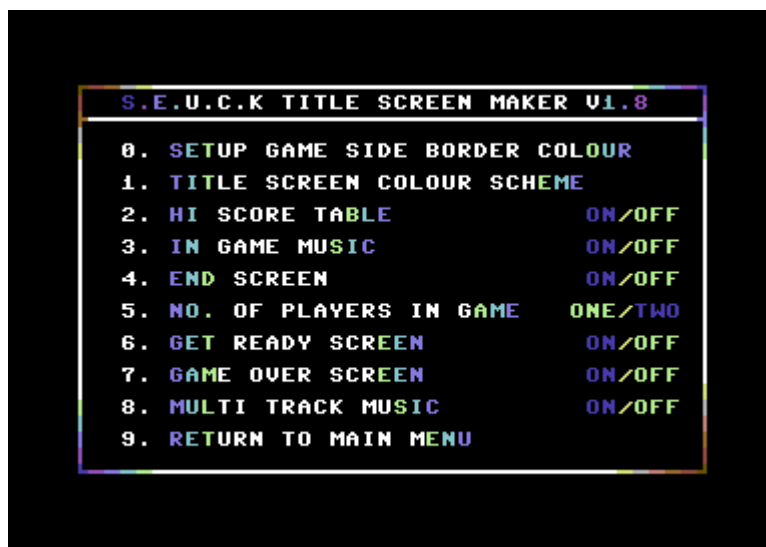 S.E.U.C.K TITLE SCREEN MAKER V1.8
0. SETUP GAME SIDE BORDER COLOUR
1. TITLE SCREEN COLOUR SCHEME
2. HI SCORE TABLE ON/OFF
3. IN GAME MUSIC ON/OFF
4. END SCREEN ON/OFF
5. NO. OF PLAYERS IN GAME ONE/TWO
6. GET READY SCREEN ON/OFF
7. GAME OVER SCREEN ON/OFF
8. MULTI TRACK MUSIC ON/OFF
9. RETURN TO MAIN MENU